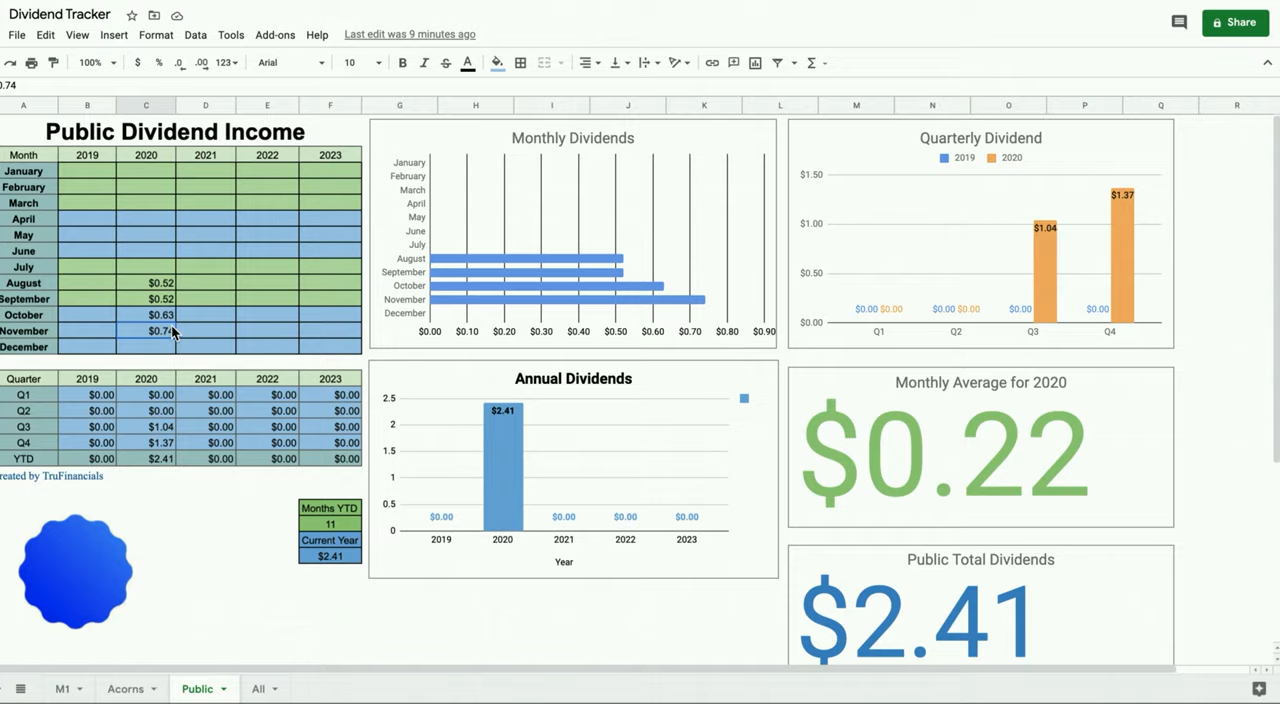 Dividend Tracker
File Edit View Insert Format Data Tools Add-ons Help Last edit was 9 minutes ago
Share
100% $ % .0 .00 123 Arial 10 B I S A
0.74
A B C D E F G H I J K L M N O P Q R
Public Dividend Income
Month 2019 2020 2021 2022 2023
January
February
March
April
May
June
July
August $0.52
September $0.52
October $0.63
November $0.74
December
Quarter 2019 2020 2021 2022 2023
Q1 $0.00 $0.00 $0.00 $0.00 $0.00
Q2 $0.00 $0.00 $0.00 $0.00 $0.00
Q3 $0.00 $1.04 $0.00 $0.00 $0.00
Q4 $0.00 $1.37 $0.00 $0.00 $0.00
YTD $0.00 $2.41 $0.00 $0.00 $0.00
reated by TruFinancials
Months YTD
11
Current Year
$2.41
Monthly Dividends
January
February
March
April
May
June
July
August
September
October
November
December
$0.00 $0.10 $0.20 $0.30 $0.40 $0.50 $0.60 $0.70 $0.80 $0.90
Annual Dividends
2.5
2
1.5
1
0.5
0
$0.00 $2.41 $0.00 $0.00 $0.00
2019 2020 2021 2022 2023
Year
Quarterly Dividend
2019 2020
$1.50
$1.00
$0.50
$0.00
$1.04
$1.37
$0.00 $0.00 $0.00 $0.00 $0.00 $0.00
Q1 Q2 Q3 Q4
Monthly Average for 2020
$0.22
Public Total Dividends
$2.41
M1 Acorns Public All